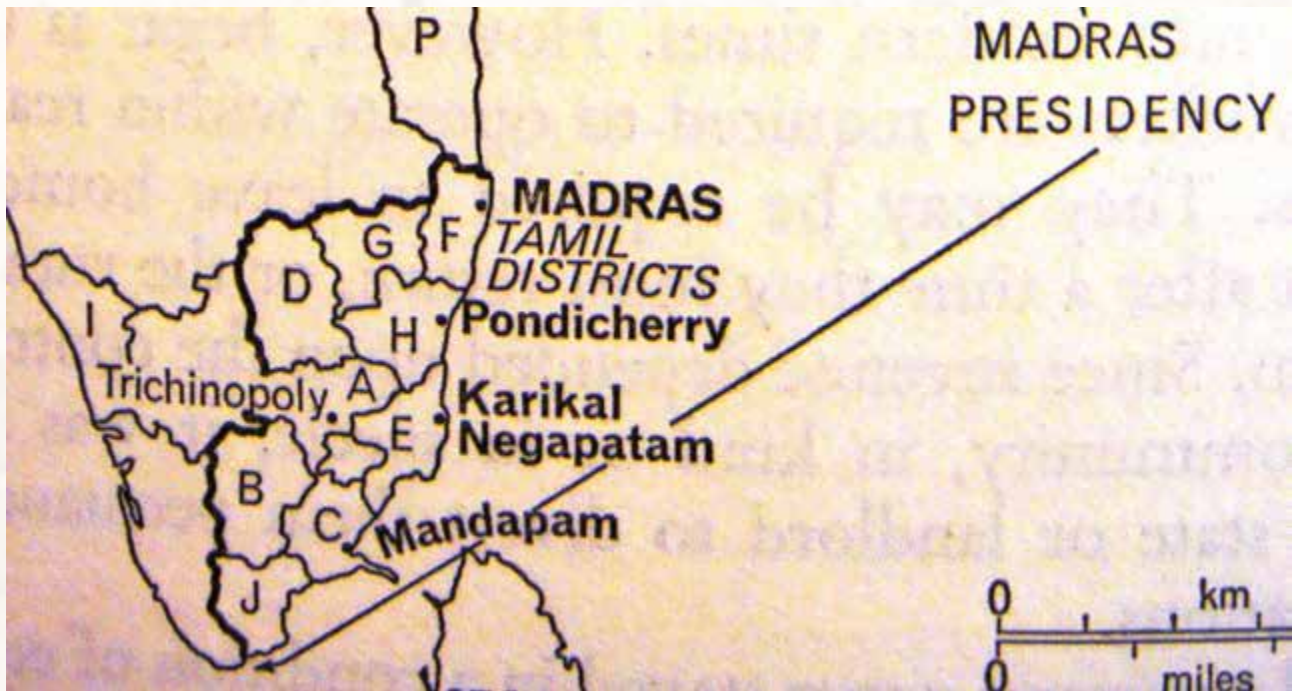 P
MADRAS
PRESIDENCY
MADRAS
TAMIL
DISTRICTS
G
F
D
I
H
Pondicherry
Trichinopoly
A
Karikal
E
Negapatam
B
C
Mandapam
J
0
km
0
miles